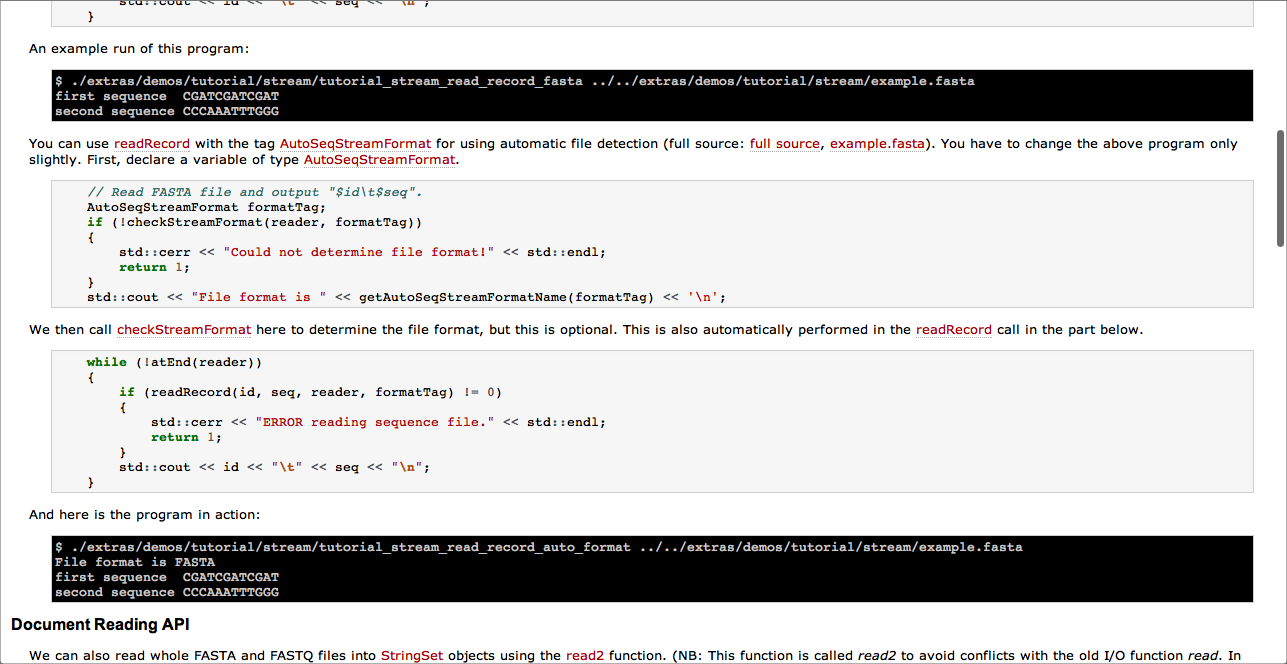 std::cout << id << "\t" << seq << "\n";
}
An example run of this program:
$ ./extras/demos/tutorial/stream/tutorial_stream_read_record_fasta ../../extras/demos/tutorial/stream/example.fasta
first sequence  CGATCGATCGAT
second sequence CCCAAATTTGGG
You can use readRecord with the tag AutoSeqStreamFormat for using automatic file detection (full source: full source, example.fasta). You have to change the above program only
slightly. First, declare a variable of type AutoSeqStreamFormat.
// Read FASTA file and output "$id\t$seq".
AutoSeqStreamFormat formatTag;
if (!checkStreamFormat(reader, formatTag))
{
std::cerr << "Could not determine file format!" << std::endl;
return 1;
}
std::cout << "File format is " << getAutoSeqStreamFormatName(formatTag) << '\n';
We then call checkStreamFormat here to determine the file format, but this is optional. This is also automatically performed in the readRecord call in the part below.
while (!atEnd(reader))
{
if (readRecord(id, seq, reader, formatTag) != 0)
{
std::cerr << "ERROR reading sequence file." << std::endl;
return 1;
}
std::cout << id << "\t" << seq << "\n";
}
And here is the program in action:
$ ./extras/demos/tutorial/stream/tutorial_stream_read_record_auto_format ../../extras/demos/tutorial/stream/example.fasta
File format is FASTA
first sequence  CGATCGATCGAT
second sequence CCCAAATTTGGG
Document Reading API
We can also read whole FASTA and FASTQ files into StringSet objects using the read2 function. (NB: This function is called read2 to avoid conflicts with the old I/O function read. In